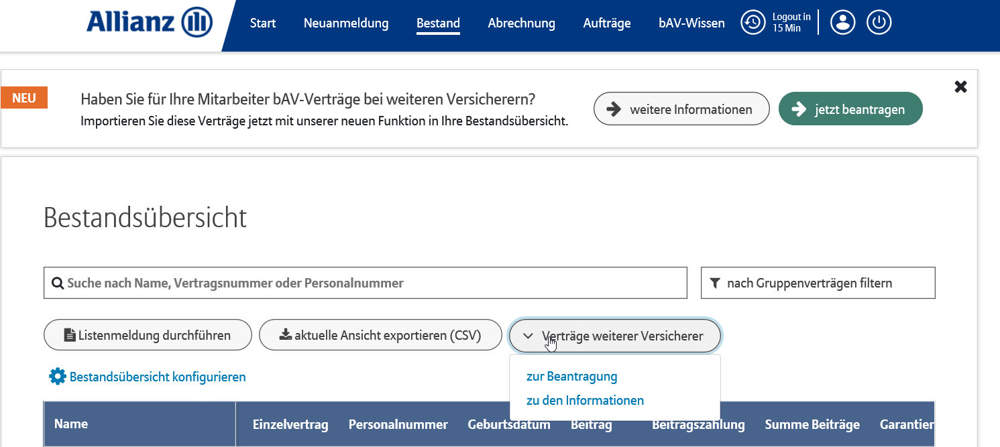 Allianz
Start Neuanmeldung Bestand Abrechnung Aufträge bAV-Wissen Logout in
15 Min
NEU
Haben Sie für Ihre Mitarbeiter bAV-Verträge bei weiteren Versicherern?
Importieren Sie diese Verträge jetzt mit unserer neuen Funktion in Ihre Bestandsübersicht.
weitere Informationen
jetzt beantragen
Bestandsübersicht
Suche nach Name, Vertragsnummer oder Personalnummer
nach Gruppenverträgen filtern
Listenmeldung durchführen
aktuelle Ansicht exportieren (CSV)
Verträge weiterer Versicherer
zur Beantragung
zu den Informationen
Bestandsübersicht konfigurieren
Name Einzelvertrag Personalnummer Geburtsdatum Beitrag Beitragszahlung Summe Beiträge Garantier